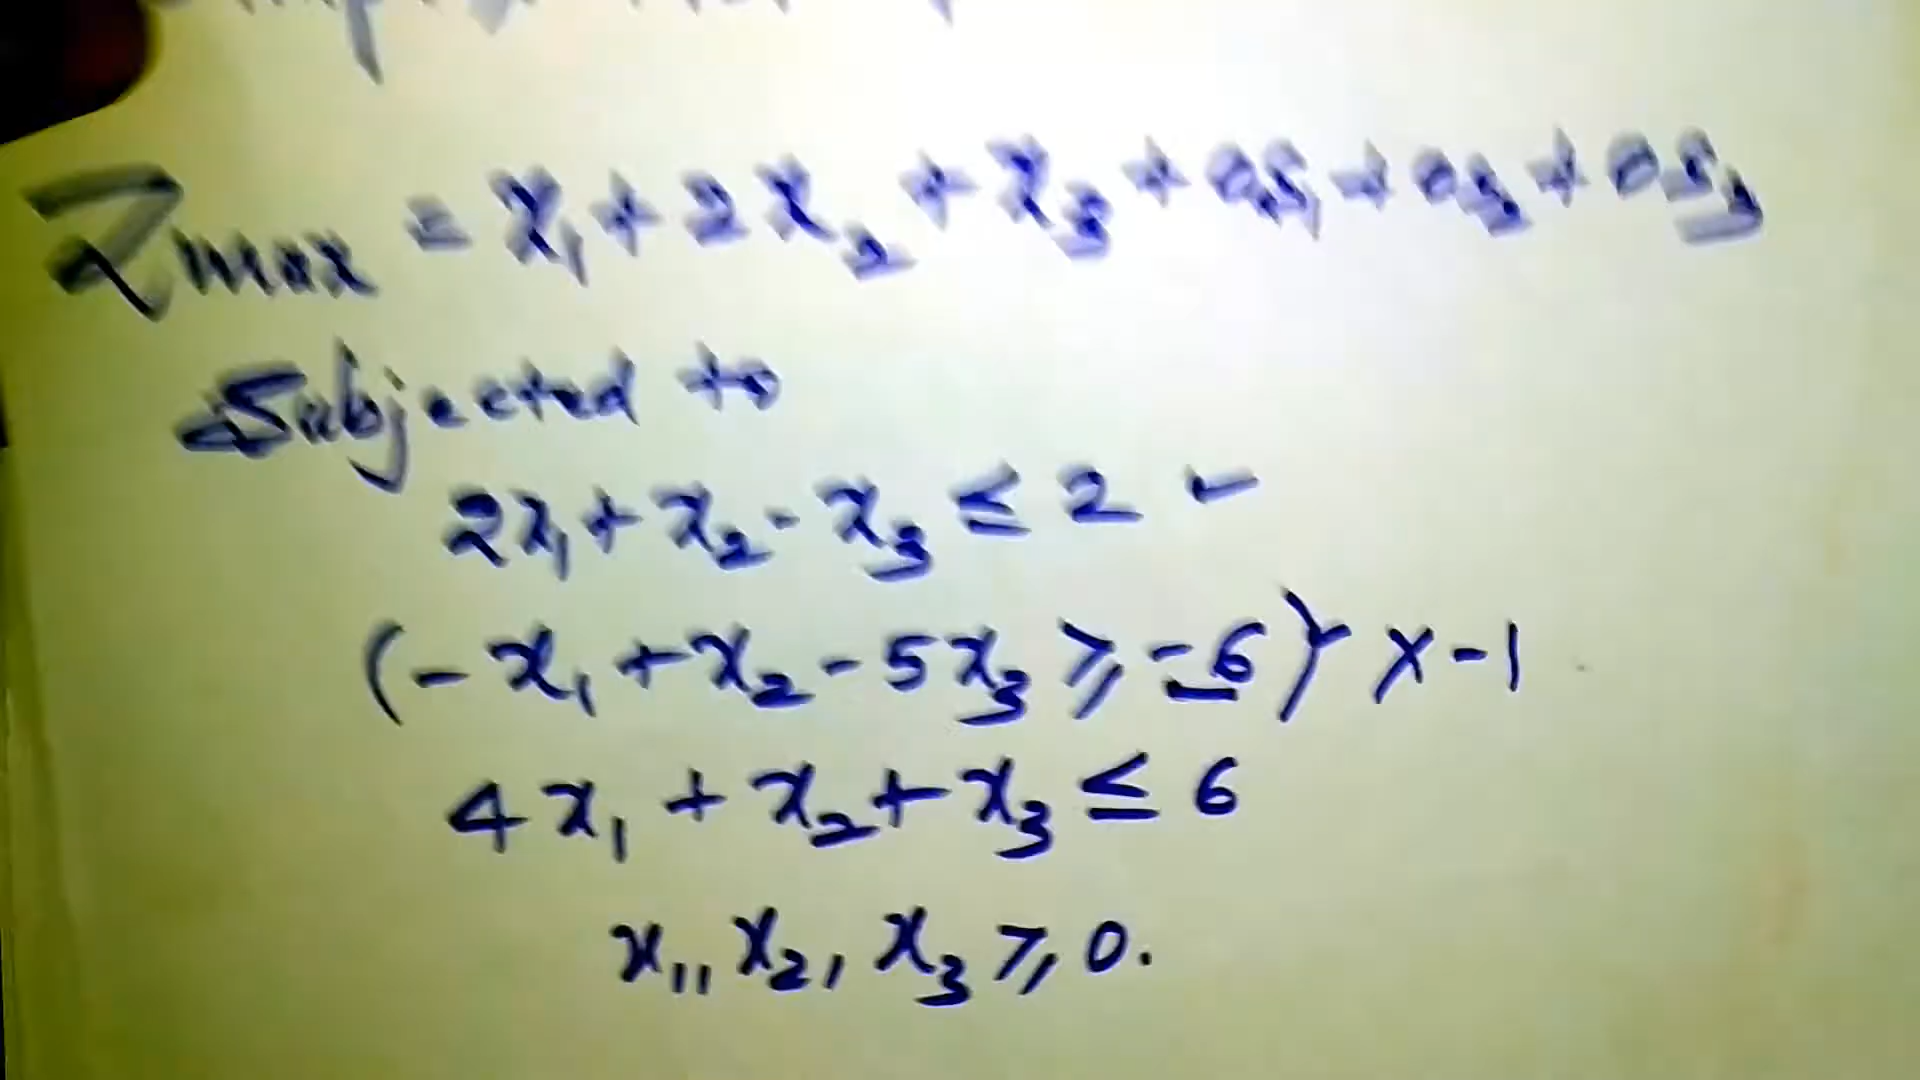 Zmax = x₁ + 2x₂ + x₃ + 0s₁ + 0s₂ + 0s₃
Subjected to
2x₁ + x₂ - x₃ ≤ 2 ✓
(-x₁ + x₂ - 5x₃ ⩾ -6) x -1
4x₁ + x₂ + x₃ ≤ 6
x₁, x₂, x₃ ⩾ 0.